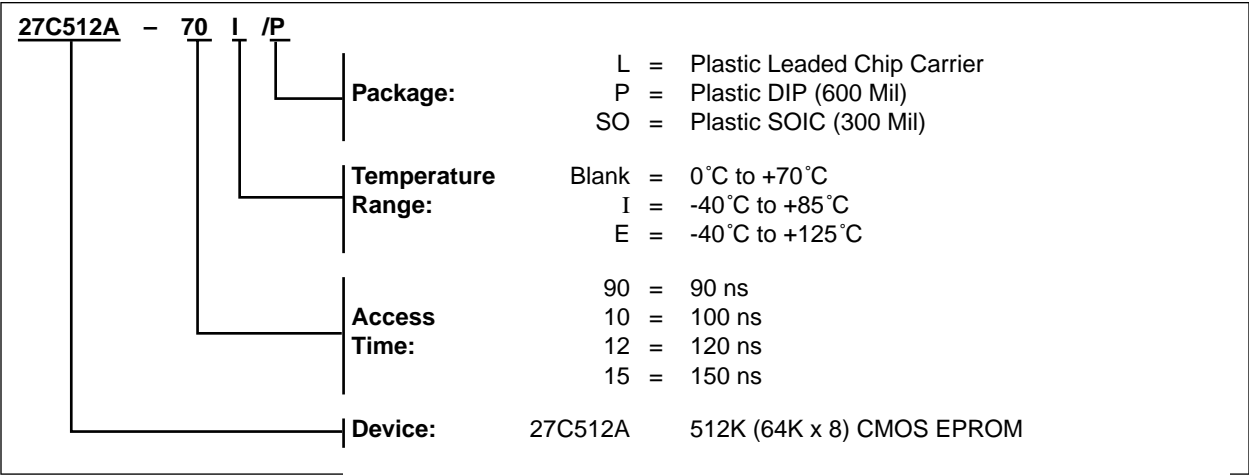 27C512A – 70 I /P
L = Plastic Leaded Chip Carrier
Package: P = Plastic DIP (600 Mil)
SO = Plastic SOIC (300 Mil)
Temperature Blank = 0˚C to +70˚C
Range: I = -40˚C to +85˚C
E = -40˚C to +125˚C
90 = 90 ns
Access 10 = 100 ns
Time: 12 = 120 ns
15 = 150 ns
Device: 27C512A 512K (64K x 8) CMOS EPROM